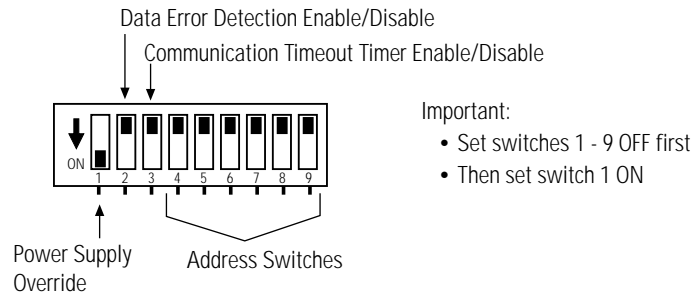 Data Error Detection Enable/Disable
Communication Timeout Timer Enable/Disable
ON
1 2 3 4 5 6 7 8 9
Power Supply
Override
Address Switches
Important:
• Set switches 1 - 9 OFF first
• Then set switch 1 ON